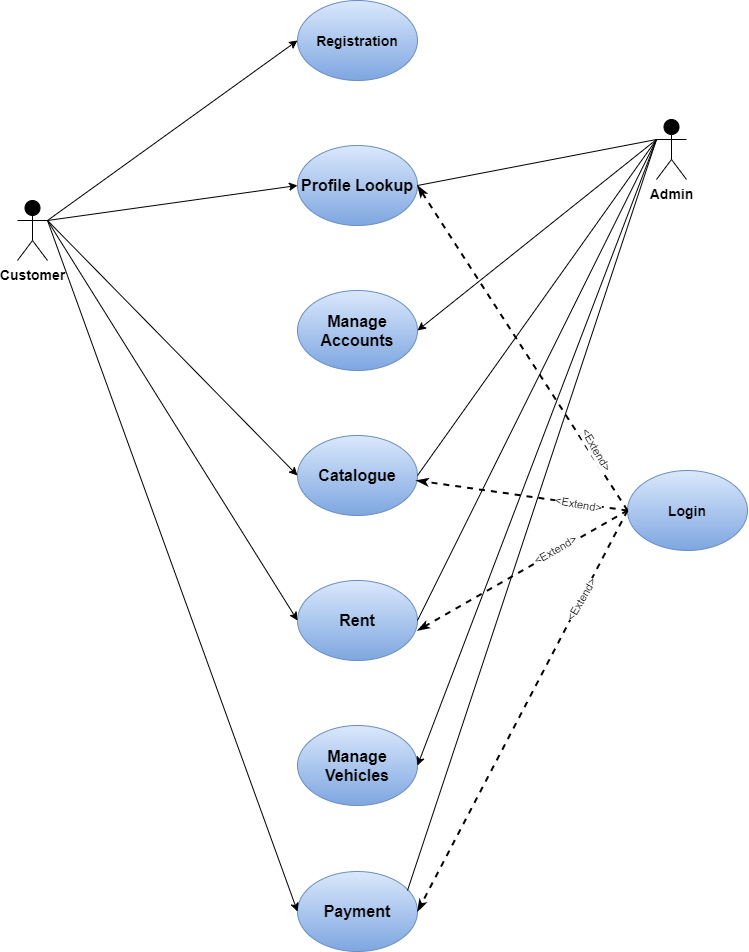 Registration
Admin
Profile Lookup
Customer
Manage
Accounts
Catalogue
<Extend>
<Extend>
Login
<Extend>
<Extend>
Rent
Manage
Vehicles
Payment